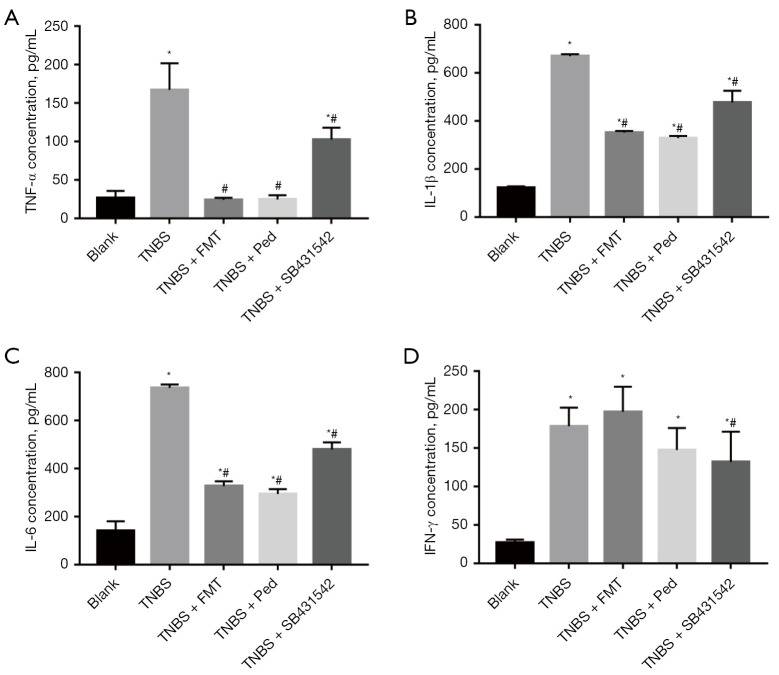 A
TNF-α concentration, pg/mL
250
200
150
100
50
0
*
#
#
*#
Blank
TNBS
TNBS + FMT
TNBS + Ped
TNBS + SB431542
B
IL-1β concentration, pg/mL
800
600
400
200
0
*
*#
*#
*#
Blank
TNBS
TNBS + FMT
TNBS + Ped
TNBS + SB431542
C
IL-6 concentration, pg/mL
800
600
400
200
0
*
*#
*#
*#
Blank
TNBS
TNBS + FMT
TNBS + Ped
TNBS + SB431542
D
IFN-γ concentration, pg/mL
250
200
150
100
50
0
*
*
*
*#
Blank
TNBS
TNBS + FMT
TNBS + Ped
TNBS + SB431542